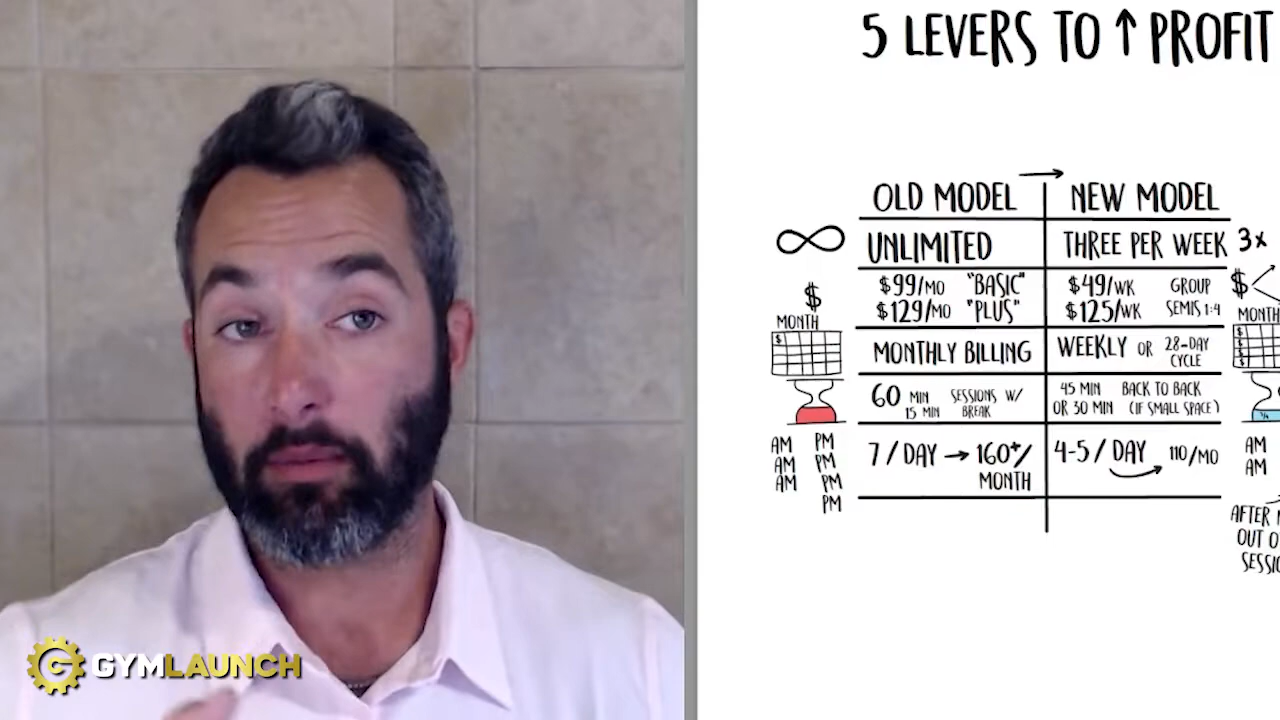 5 LEVERS TO ↑ PROFIT
OLD MODEL → NEW MODEL
∞ UNLIMITED THREE PER WEEK 3x
$99/MO "BASIC" $49/WK GROUP
$129/MO "PLUS" $125/WK SEMIS 1:4
$ $
MONTH MONTH
$ MONTHLY BILLING WEEKLY OR 28-DAY CYCLE $ $ $ $
60 MIN SESSIONS W/ 45 MIN BACK TO BACK
15 MIN BREAK OR 30 MIN (IF SMALL SPACE)
AM PM 7/DAY → 160+/ 4-5/DAY 110/MO AM
AM PM MONTH AM
AM PM
PM
AFTER
OUT
GYMLAUNCH